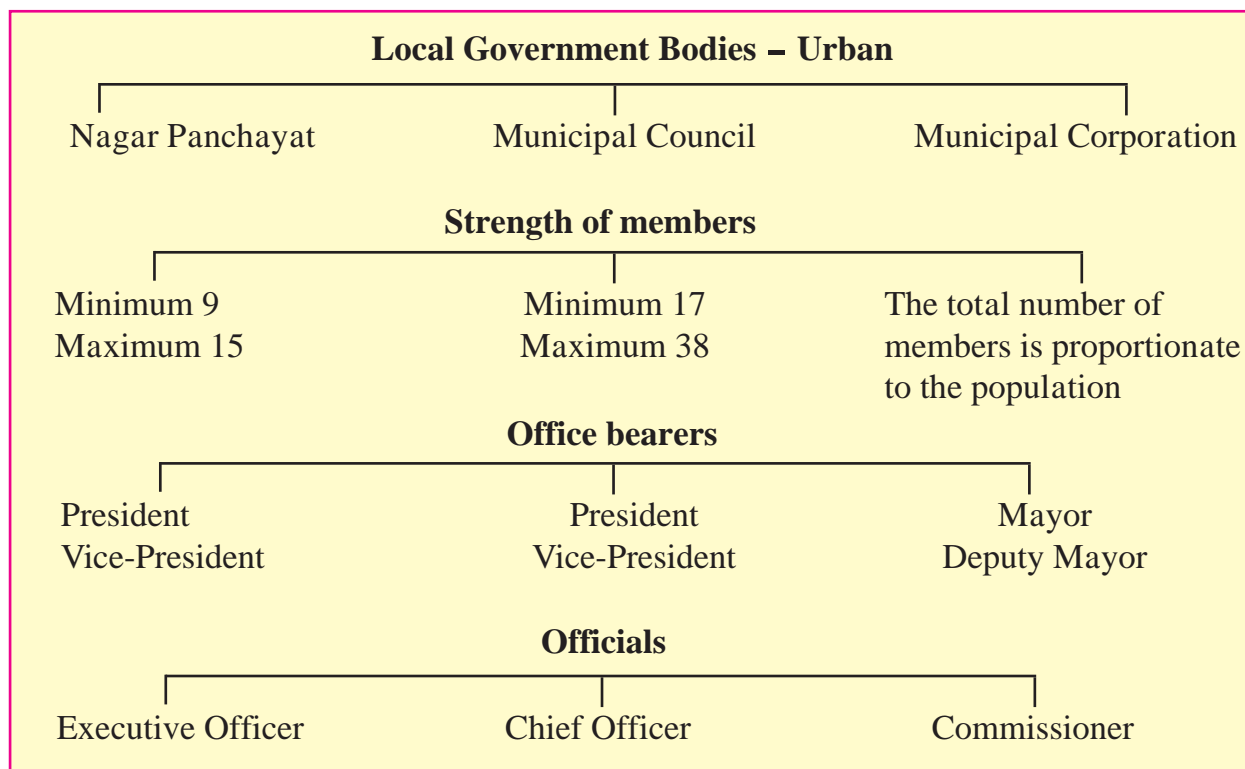 Local Government Bodies – Urban
Nagar Panchayat Municipal Council Municipal Corporation
Strength of members
Minimum 9 Minimum 17 The total number of
Maximum 15 Maximum 38 members is proportionate
to the population
Office bearers
President President Mayor
Vice-President Vice-President Deputy Mayor
Officials
Executive Officer Chief Officer Commissioner